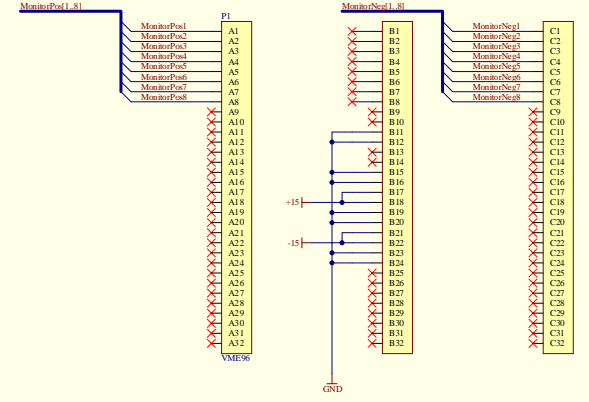 MonitorPos[1..8]
MonitorNeg[1..8]
P1
MonitorPos1
MonitorPos2
MonitorPos3
MonitorPos4
MonitorPos5
MonitorPos6
MonitorPos7
MonitorPos8
A1
A2
A3
A4
A5
A6
A7
A8
A9
A10
A11
A12
A13
A14
A15
A16
A17
A18
A19
A20
A21
A22
A23
A24
A25
A26
A27
A28
A29
A30
A31
A32
VME96
B1
B2
B3
B4
B5
B6
B7
B8
B9
B10
B11
B12
B13
B14
B15
B16
B17
B18
B19
B20
B21
B22
B23
B24
B25
B26
B27
B28
B29
B30
B31
B32
+15
-15
GND
MonitorNeg1
MonitorNeg2
MonitorNeg3
MonitorNeg4
MonitorNeg5
MonitorNeg6
MonitorNeg7
MonitorNeg8
C1
C2
C3
C4
C5
C6
C7
C8
C9
C10
C11
C12
C13
C14
C15
C16
C17
C18
C19
C20
C21
C22
C23
C24
C25
C26
C27
C28
C29
C30
C31
C32